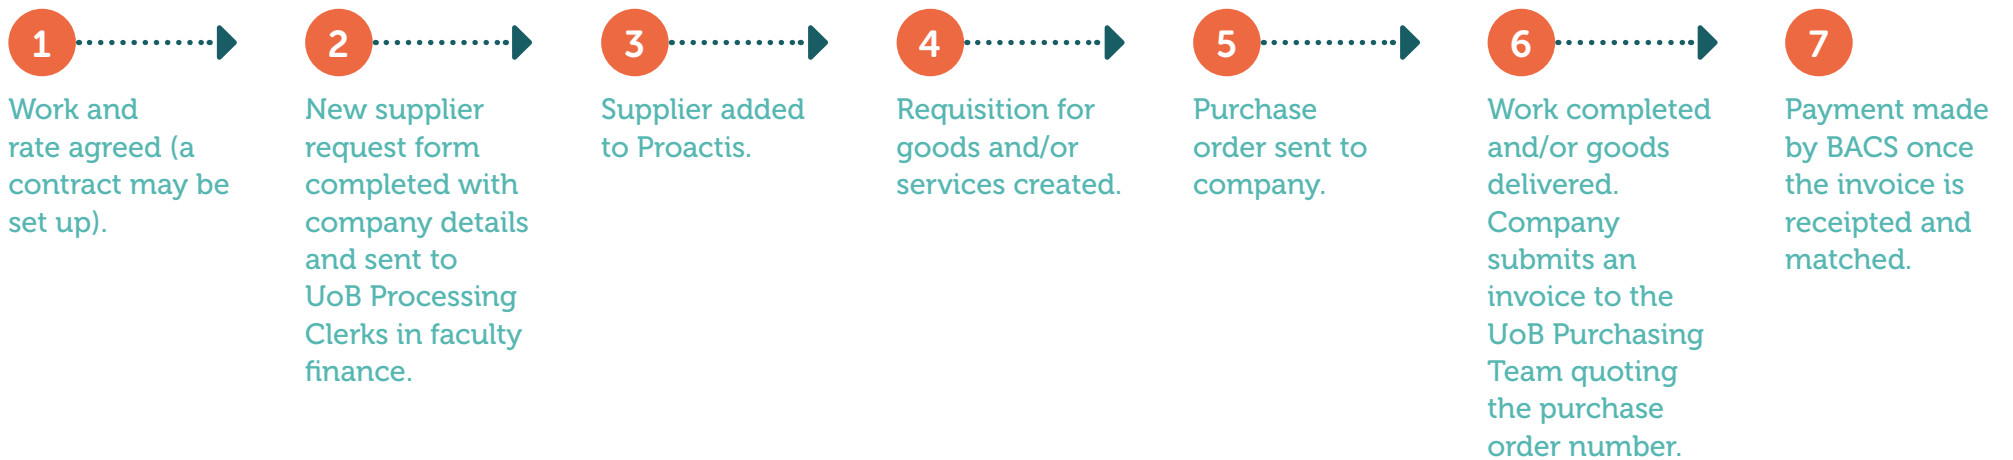 1
Work and
rate agreed (a
contract may be
set up).
2
New supplier
request form
completed with
company details
and sent to
UoB Processing
Clerks in faculty
finance.
3
Supplier added
to Proactis.
4
Requisition for
goods and/or
services created.
5
Purchase
order sent to
company.
6
Work completed
and/or goods
delivered.
Company
submits an
invoice to the
UoB Purchasing
Team quoting
the purchase
order number.
7
Payment made
by BACS once
the invoice is
receipted and
matched.